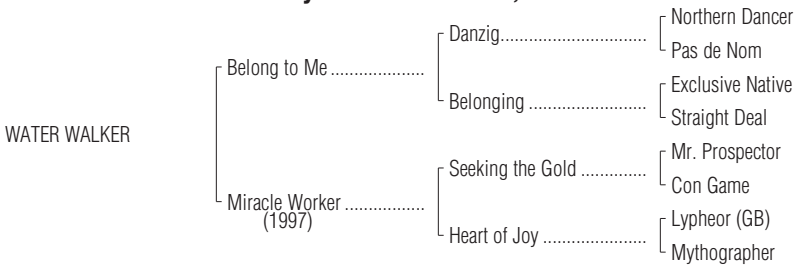 Northern Dancer
Danzig..............................
Pas de Nom
Belong to Me ...................
Exclusive Native
Belonging ........................
Straight Deal
WATER WALKER
Mr. Prospector
Seeking the Gold .............
Con Game
Miracle Worker ................
(1997)
Lypheor (GB)
Heart of Joy .....................
Mythographer